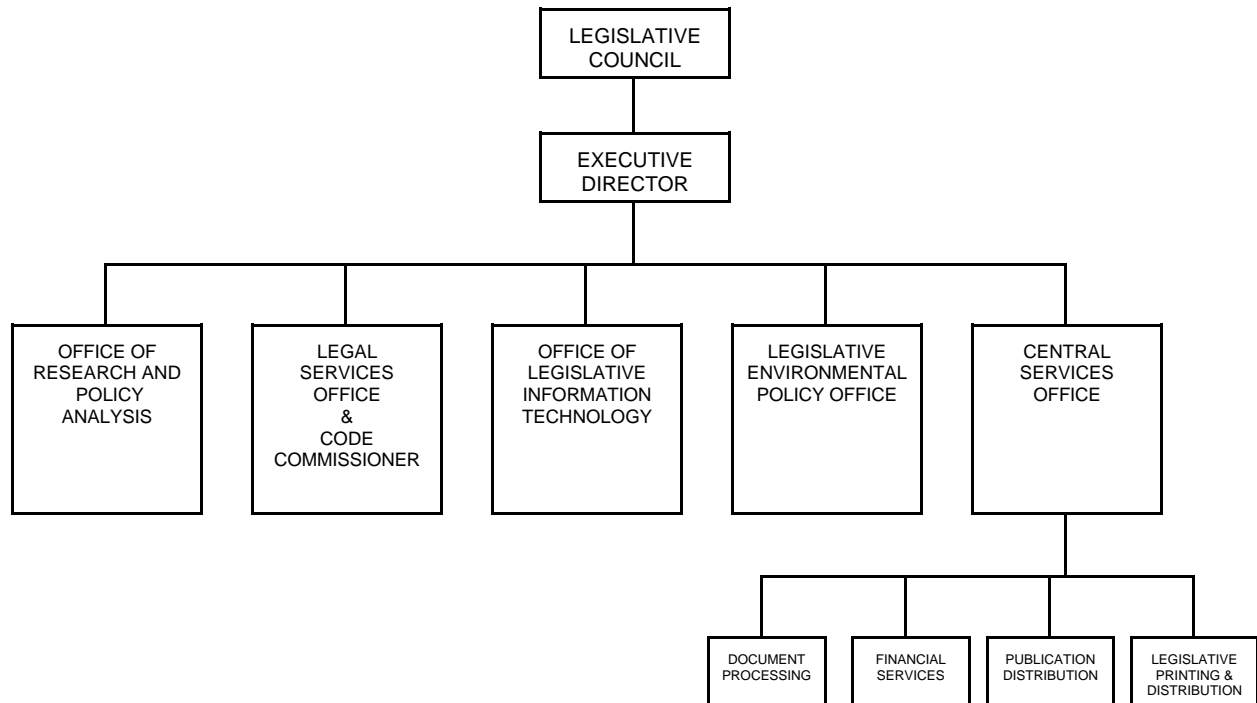 LEGISLATIVE
COUNCIL
EXECUTIVE
DIRECTOR
OFFICE OF
RESEARCH AND
POLICY
ANALYSIS
LEGAL
SERVICES
OFFICE
&
CODE
COMMISSIONER
OFFICE OF
LEGISLATIVE
INFORMATION
TECHNOLOGY
LEGISLATIVE
ENVIRONMENTAL
POLICY OFFICE
CENTRAL
SERVICES
OFFICE
DOCUMENT
PROCESSING
FINANCIAL
SERVICES
PUBLICATION
DISTRIBUTION
LEGISLATIVE
PRINTING &
DISTRIBUTION